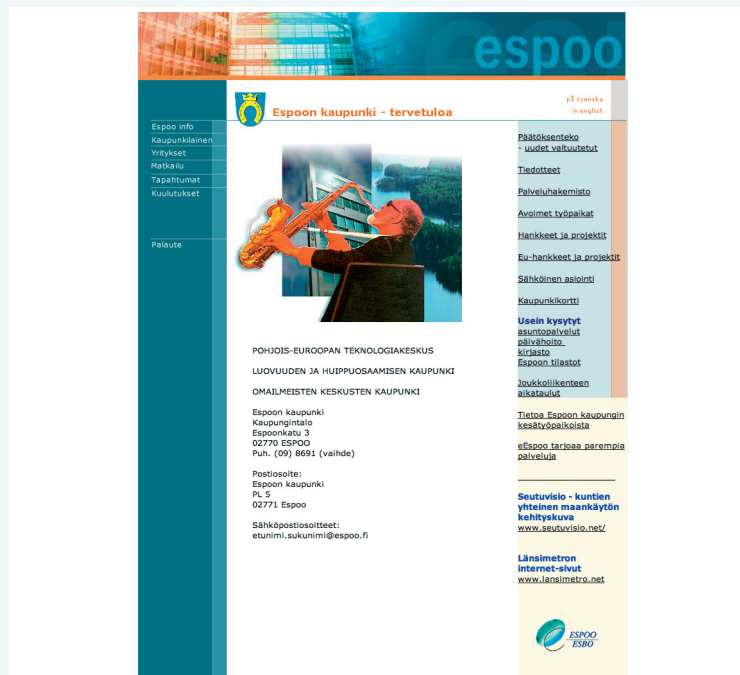 espoo
Espoon kaupunki - tervetuloa
på svenska
in english
Espoo info
Kaupunkilainen
Yritykset
Matkailu
Tapahtumat
Kuulutukset
Palaute
POHJOIS-EUROOPAN TEKNOLOGIAKESKUS
LUOVUUDEN JA HUIPPUOSAAMISEN KAUPUNKI
OMAILMEISTEN KESKUSTEN KAUPUNKI
Espoon kaupunki
Kaupungintalo
Espoonkatu 3
02770 ESPOO
Puh. (09) 8691 (vaihde)
Postiosoite:
Espoon kaupunki
PL 5
02771 Espoo
Sähköpostiosoitteet:
etunimi.sukunimi@espoo.fi
Päätöksenteko
- uudet valtuutetut
Tiedotteet
Palveluhakemisto
Avoimet työpaikat
Hankkeet ja projektit
Eu-hankkeet ja projektit
Sähköinen asiointi
Kaupunkikortti
Usein kysytyt
asuntopalvelut
päivähoito
kirjasto
Espoon tilastot
Joukkoliikenteen
aikataulut
Tietoa Espoon kaupungin
kesätyöpaikoista
eEspoo tarjoaa parempia
palveluja
Seutuvisio - kuntien
yhteinen maankäytön
kehityskuva
www.seutuvisio.net/
Länsimetron
internet-sivut
www.lansimetro.net
ESPOO
ESBO